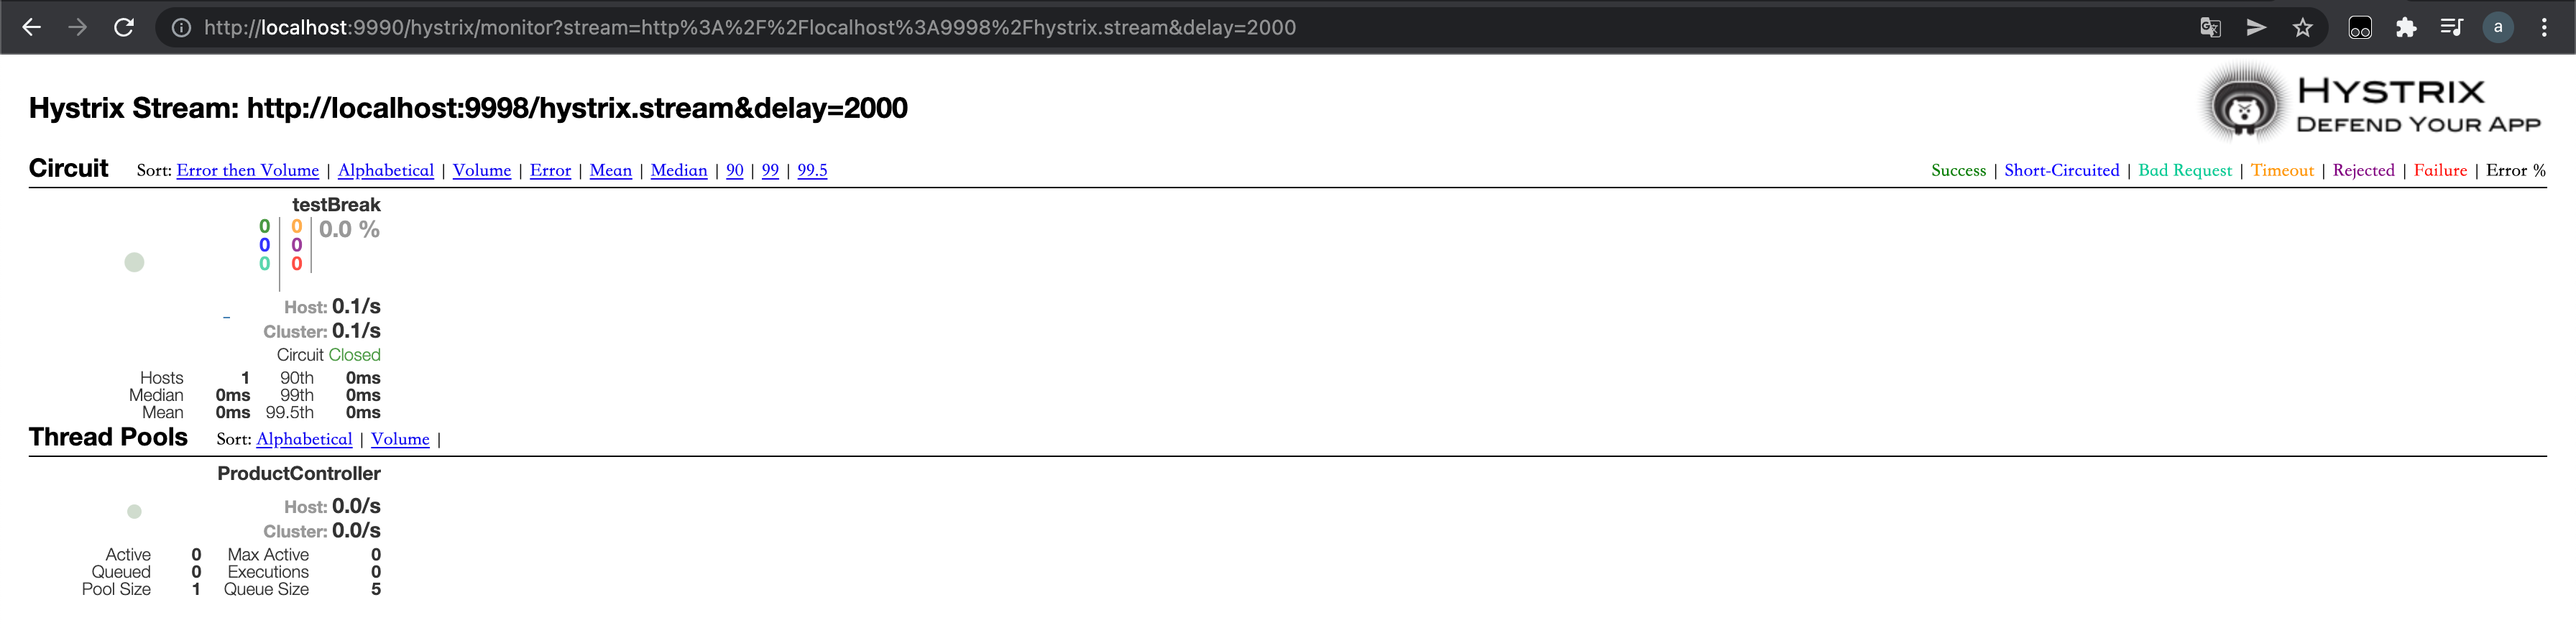 http://localhost:9990/hystrix/monitor?stream=http%3A%2F%2Flocalhost%3A9998%2Fhystrix.stream&delay=2000
a
Hystrix Stream: http://localhost:9998/hystrix.stream&delay=2000
HYSTRIX
DEFEND YOUR APP
Circuit Sort: Error then Volume | Alphabetical | Volume | Error | Mean | Median | 90 | 99 | 99.5
Success | Short-Circuited | Bad Request | Timeout | Rejected | Failure | Error %
testBreak
0 0 0.0 %
0 0
0 0
Host: 0.1/s
Cluster: 0.1/s
Circuit Closed
Hosts 1 90th 0ms
Median 0ms 99th 0ms
Mean 0ms 99.5th 0ms
Thread Pools Sort: Alphabetical | Volume |
ProductController
Host: 0.0/s
Cluster: 0.0/s
Active 0 Max Active 0
Queued 0 Executions 0
Pool Size 1 Queue Size 5